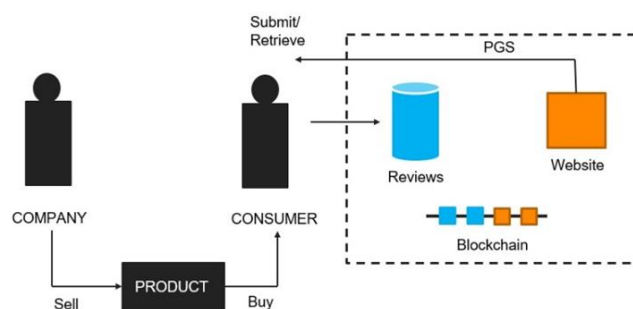 Submit/
Retrieve
PGS
Reviews
Website
COMPANY
CONSUMER
Blockchain
PRODUCT
Sell
Buy